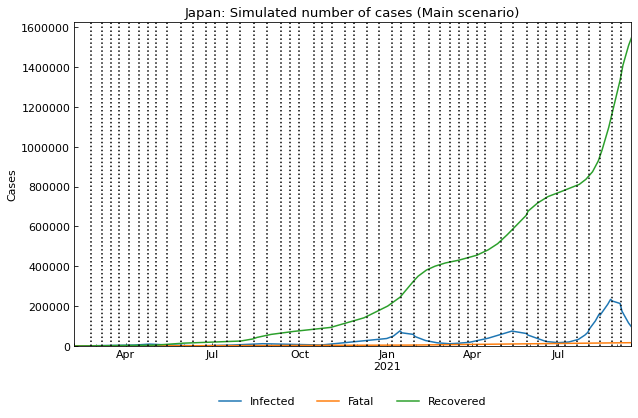 Japan: Simulated number of cases (Main scenario)
1600000
1400000
1200000
1000000
800000
600000
400000
200000
0
Cases
Apr Jul Oct Jan Apr Jul
2021
Infected Fatal Recovered